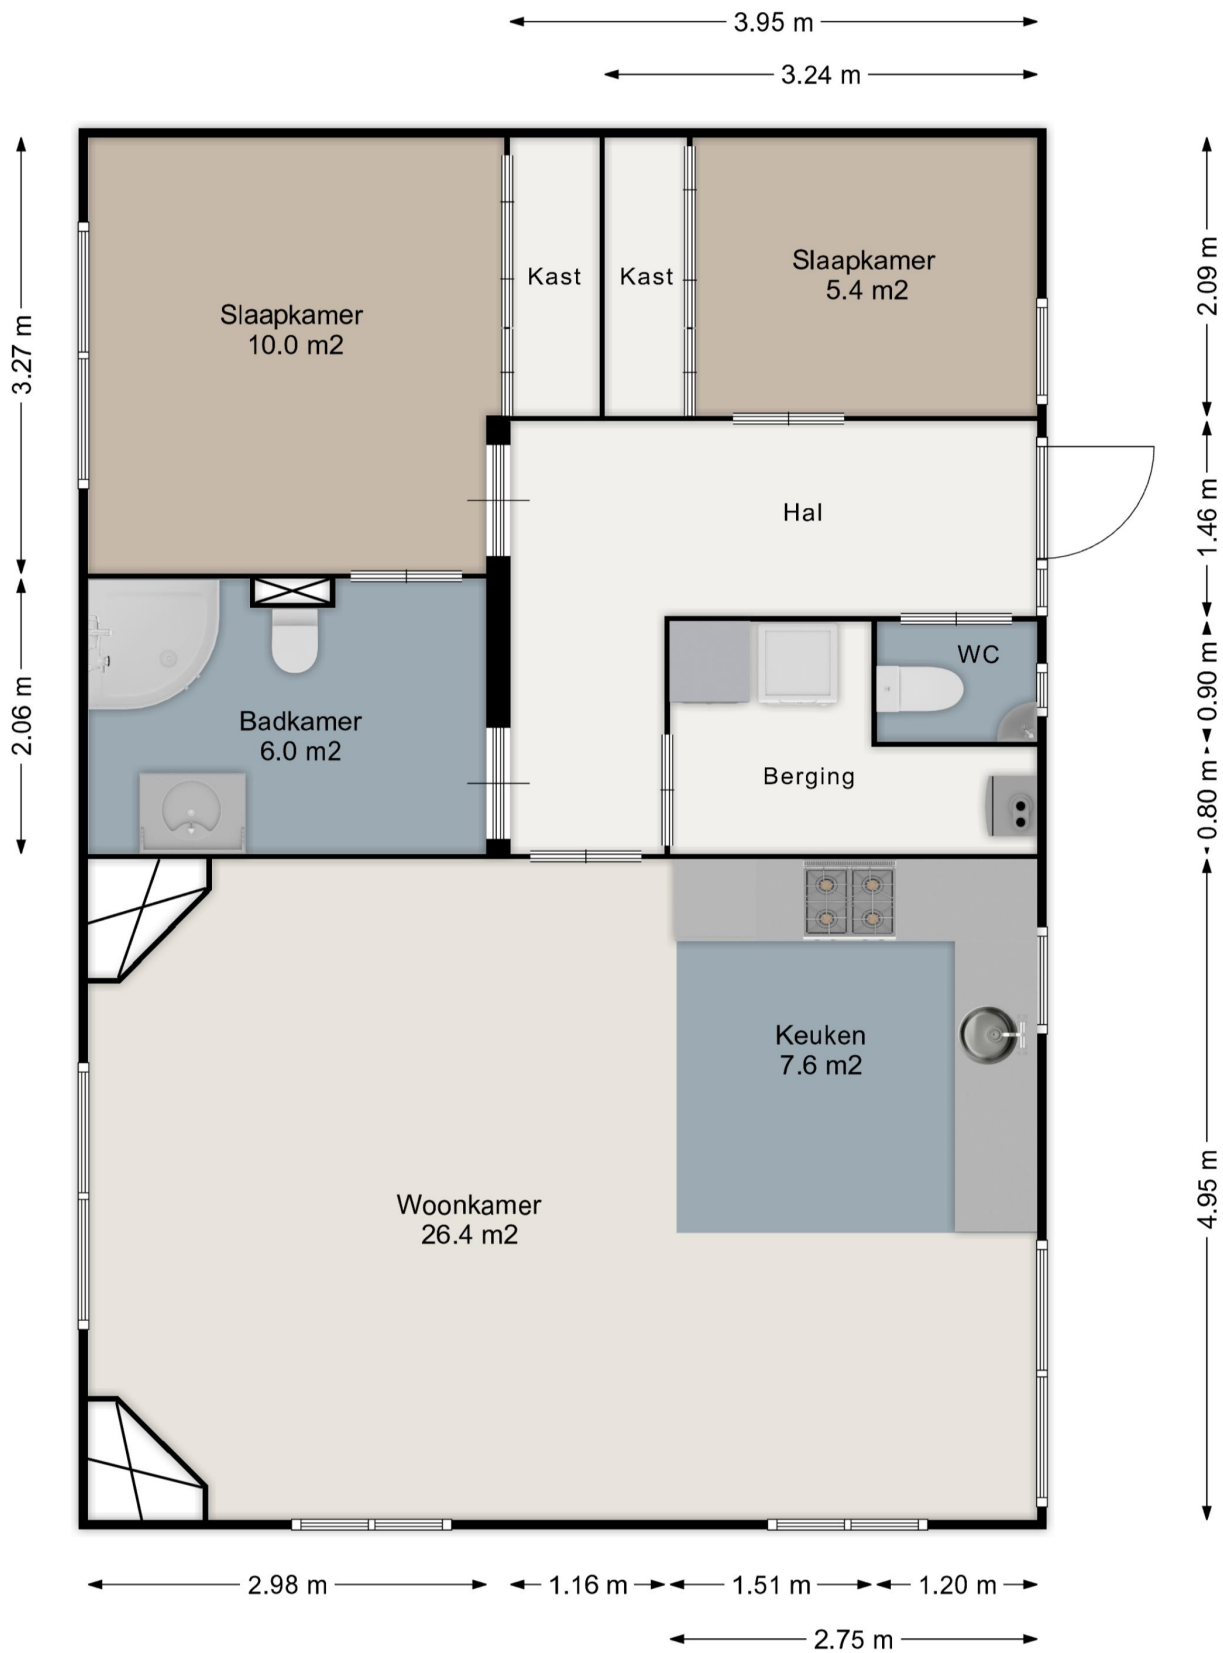 3.95 m
3.24 m
3.27 m
2.06 m
2.09 m
1.46 m
0.90 m
0.80 m
4.95 m
Slaapkamer
10.0 m2
Kast
Kast
Slaapkamer
5.4 m2
Hal
WC
Badkamer
6.0 m2
Berging
Keuken
7.6 m2
Woonkamer
26.4 m2
2.98 m
1.16 m
1.51 m
1.20 m
2.75 m